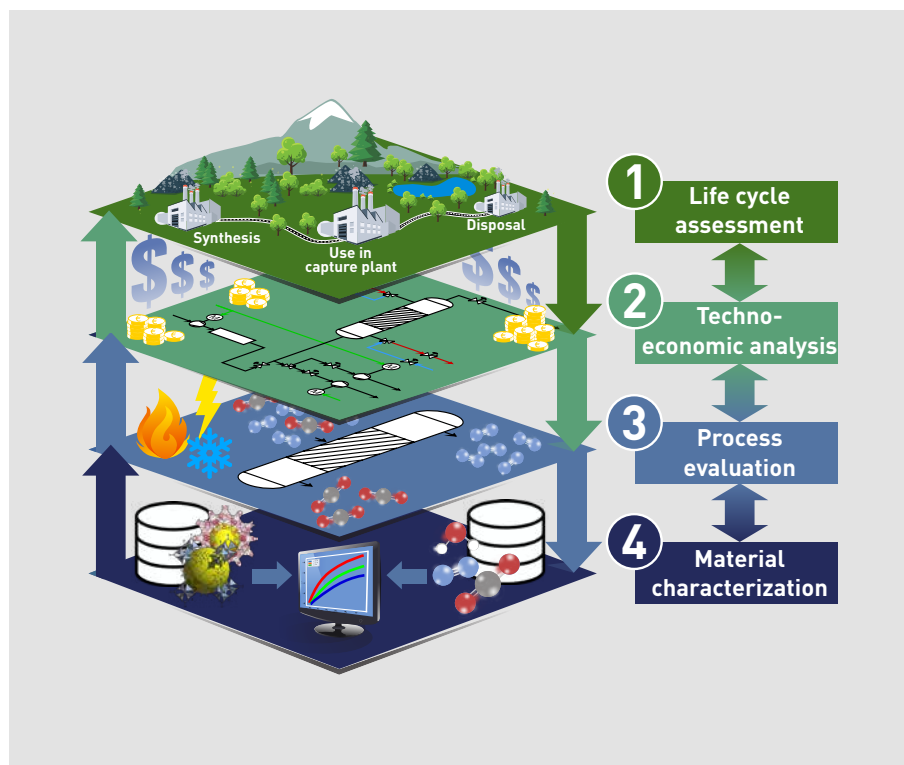 Synthesis
Use in
capture plant
Disposal
1
Life cycle
assessment
2
Techno-
economic analysis
3
Process
evaluation
4
Material
characterization
$
$
$
$
$
$